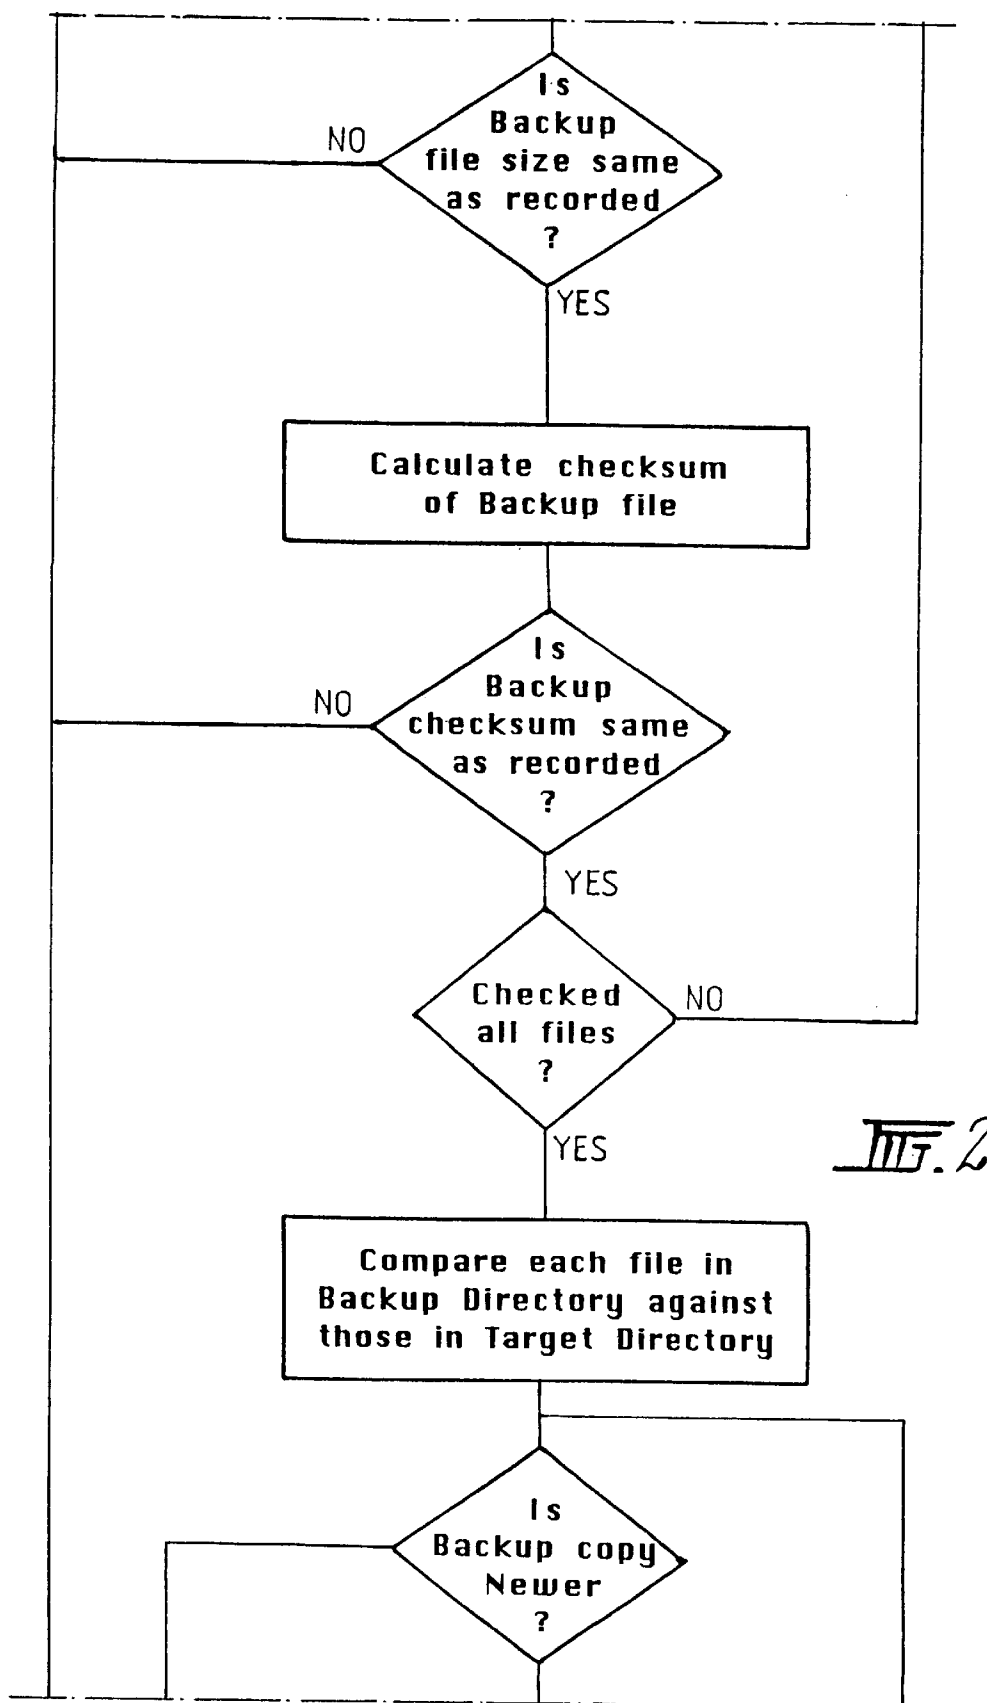 Is
Backup
file size same
as recorded
?
NO
YES
Calculate checksum
of Backup file
Is
Backup
checksum same
as recorded
?
NO
YES
Checked
all files
?
NO
YES
FIG. 2
Compare each file in
Backup Directory against
those in Target Directory
Is
Backup copy
Newer
?